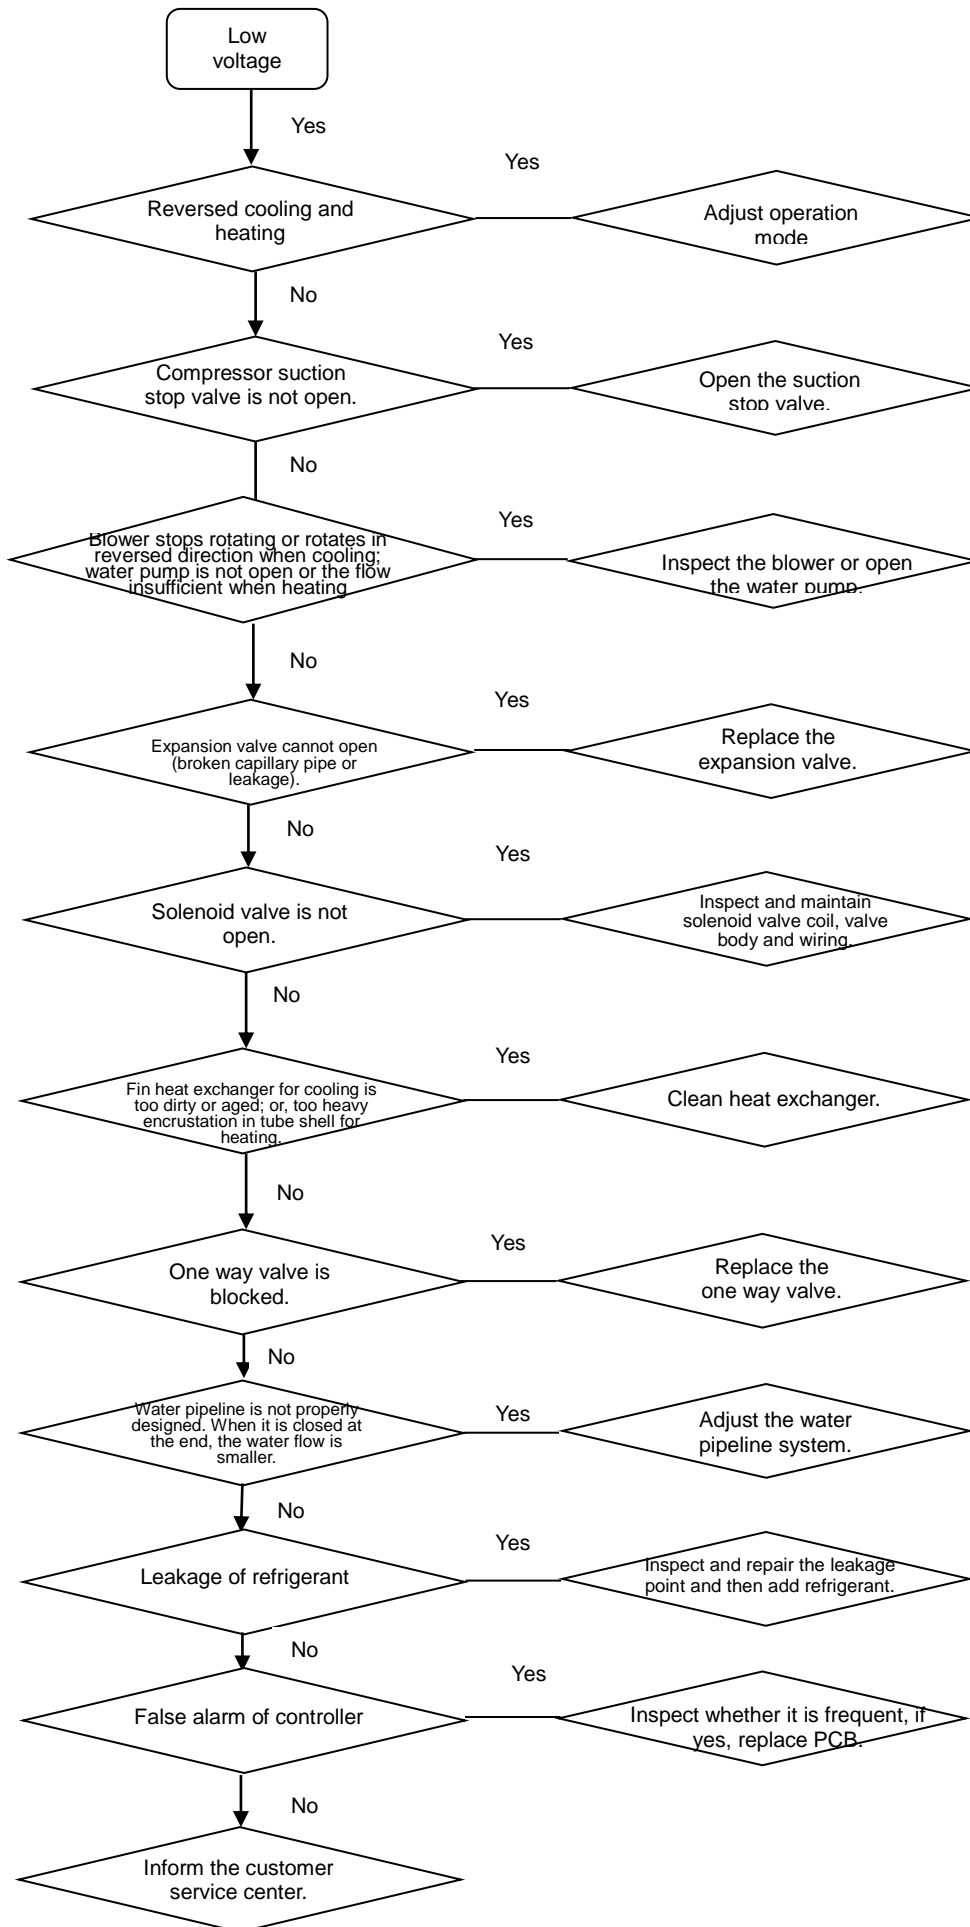 Low
voltage
Yes
Yes
Reversed cooling and
heating
Adjust operation
mode
No
Yes
Compressor suction
stop valve is not open.
Open the suction
stop valve.
No
Yes
Blower stops rotating or rotates in
reversed direction when cooling;
water pump is not open or the flow
insufficient when heating
Inspect the blower or open
the water pump.
No
Yes
Expansion valve cannot open
(broken capillary pipe or
leakage).
Replace the
expansion valve.
No
Yes
Solenoid valve is not
open.
Inspect and maintain
solenoid valve coil, valve
body and wiring.
No
Yes
Fin heat exchanger for cooling is
too dirty or aged; or, too heavy
encrustation in tube shell for
heating.
Clean heat exchanger.
No
Yes
One way valve is
blocked.
Replace the
one way valve.
No
Yes
Water pipeline is not properly
designed. When it is closed at
the end, the water flow is
smaller.
Adjust the water
pipeline system.
No
Yes
Leakage of refrigerant
Inspect and repair the leakage
point and then add refrigerant.
No
Yes
False alarm of controller
Inspect whether it is frequent, if
yes, replace PCB.
No
Inform the customer
service center.